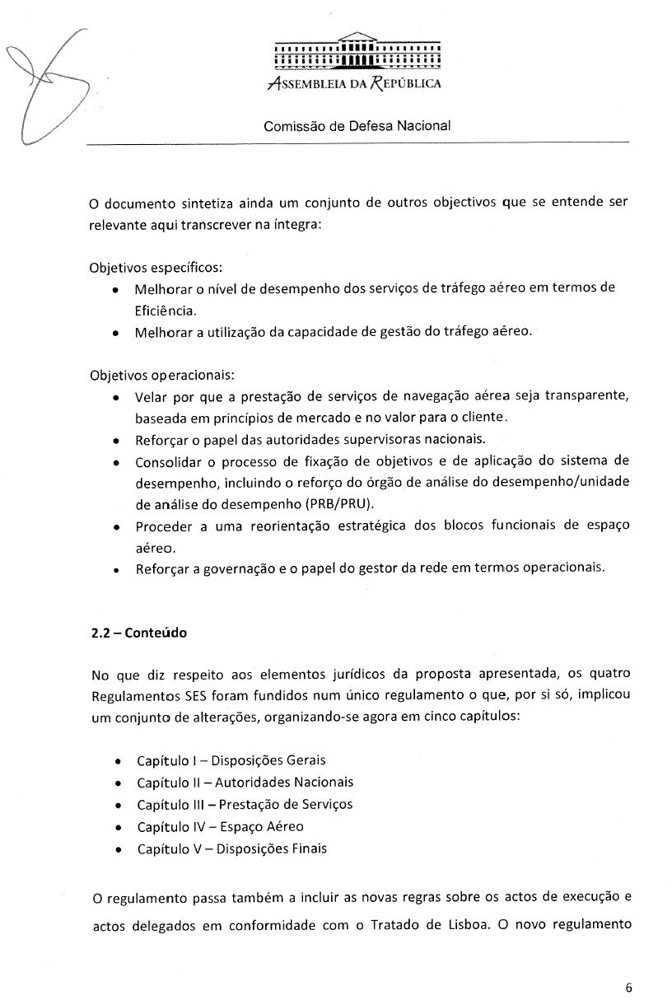 ASSEMBLEIA DA REPÚBLICA
Comissão de Defesa Nacional
O documento sintetiza ainda um conjunto de outros objectivos que se entende ser
relevante aqui transcrever na íntegra:
Objetivos específicos:
• Melhorar o nível de desempenho dos serviços de tráfego aéreo em termos de
Eficiência.
• Melhorar a utilização da capacidade de gestão do tráfego aéreo.
Objetivos operacionais:
• Velar por que a prestação de serviços de navegação aérea seja transparente,
baseada em princípios de mercado e no valor para o cliente.
• Reforçar o papel das autoridades supervisoras nacionais.
• Consolidar o processo de fixação de objetivos e de aplicação do sistema de
desempenho, incluindo o reforço do órgão de análise do desempenho/unidade
de análise do desempenho (PRB/PRU).
• Proceder a uma reorientação estratégica dos blocos funcionais de espaço
aéreo.
• Reforçar a governação e o papel do gestor da rede em termos operacionais.
2.2 – Conteúdo
No que diz respeito aos elementos jurídicos da proposta apresentada, os quatro
Regulamentos SES foram fundidos num único regulamento o que, por si só, implicou
um conjunto de alterações, organizando-se agora em cinco capítulos:
• Capítulo I – Disposições Gerais
• Capítulo II – Autoridades Nacionais
• Capítulo III – Prestação de Serviços
• Capítulo IV – Espaço Aéreo
• Capítulo V – Disposições Finais
O regulamento passa também a incluir as novas regras sobre os actos de execução e
actos delegados em conformidade com o Tratado de Lisboa. O novo regulamento
6